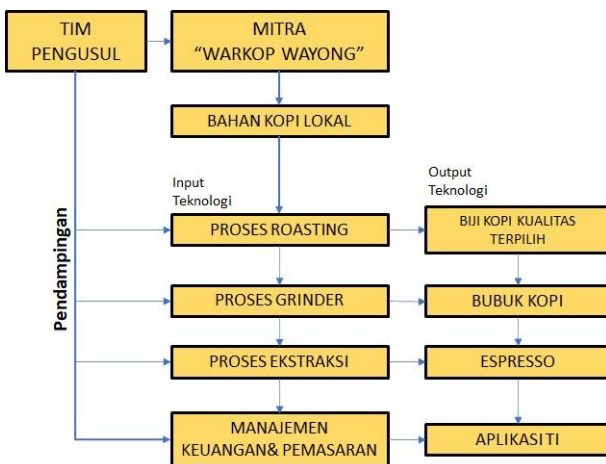 TIM
PENGUSUL
MITRA
“WARKOP WAYONG”
BAHAN KOPI LOKAL
Input
Teknologi
Output
Teknologi
Pendampingan
PROSES ROASTING
BIJI KOPI KUALITAS
TERPILIH
PROSES GRINDER
BUBUK KOPI
PROSES EKSTRAKSI
ESPRESSO
MANAJEMEN
KEUANGAN& PEMASARAN
APLIKASI TI